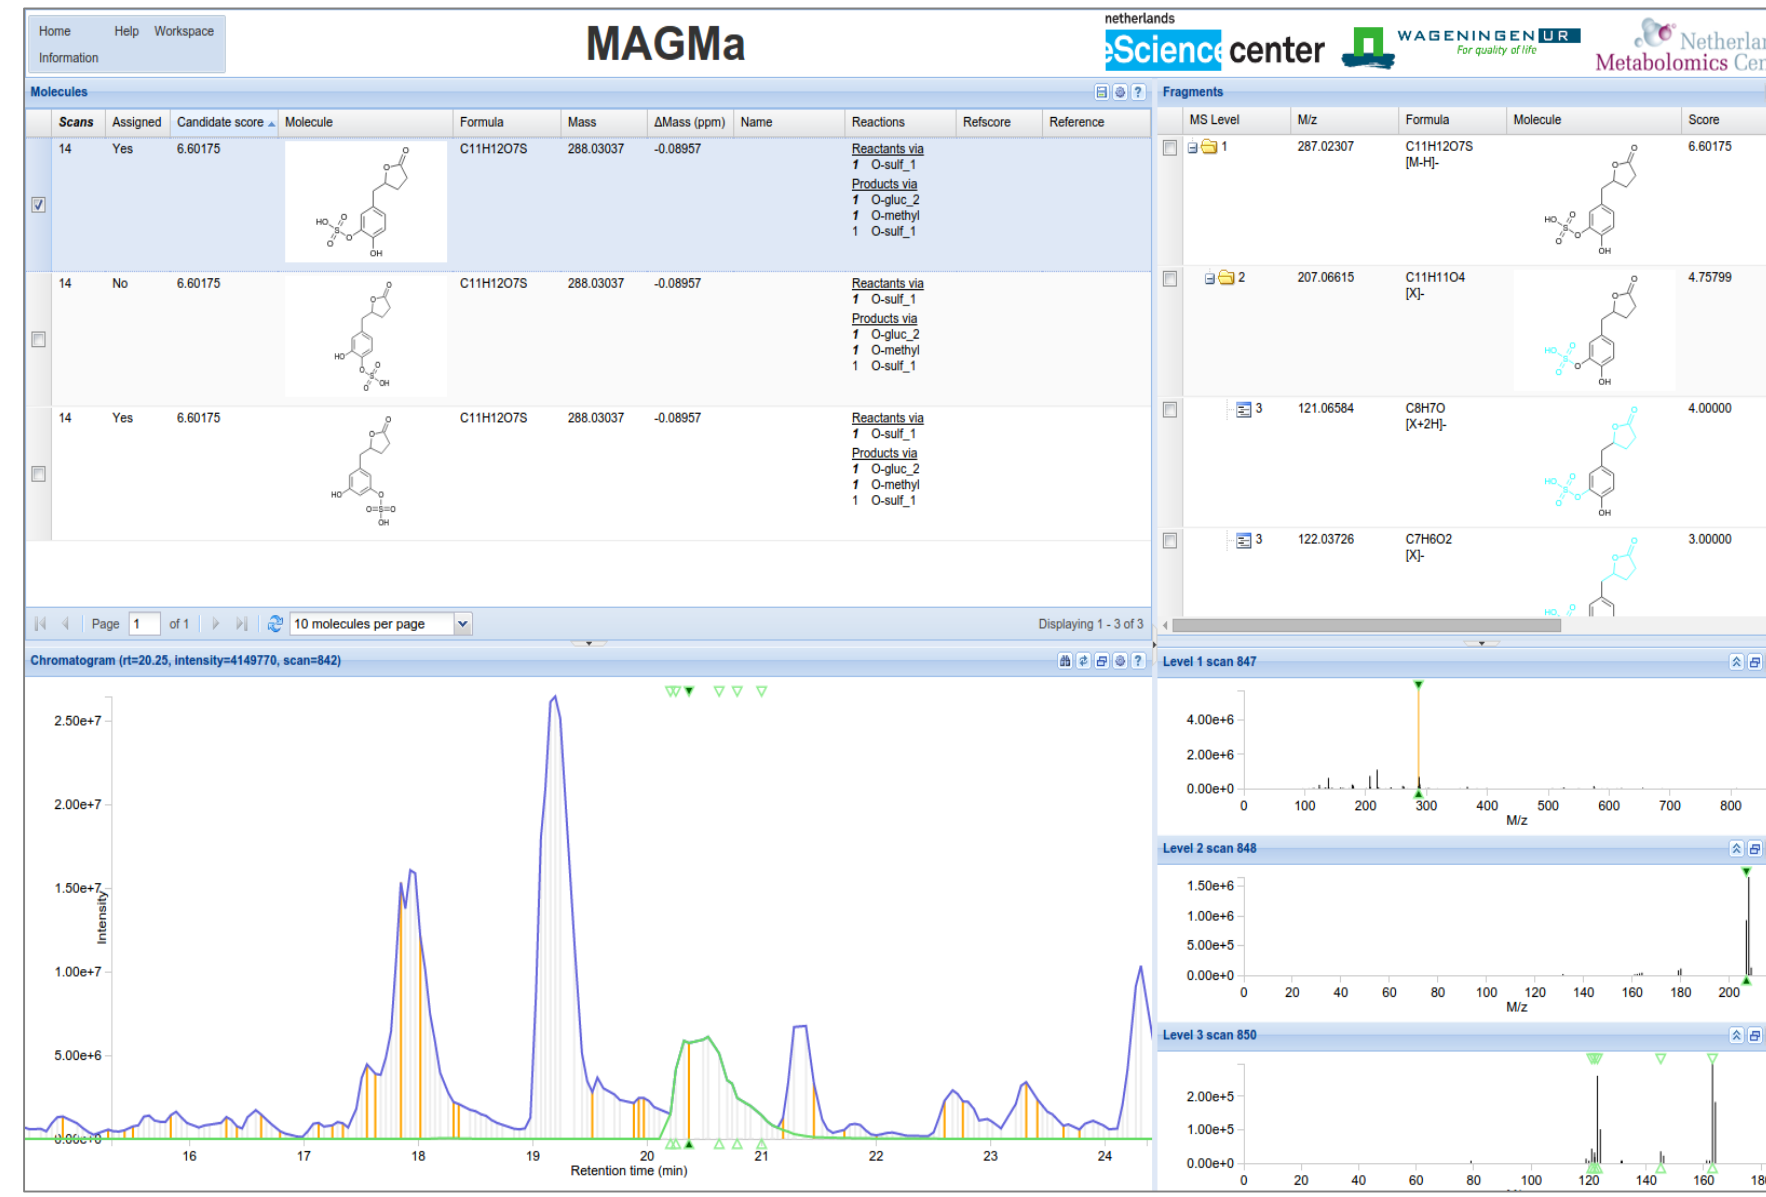 Home Help Workspace
Information
MAGMa
netherlands
eScience center
WAGENINGEN UR
For quality of life
Netherlan
Metabolomics Cen
Molecules
Scans Assigned Candidate score Molecule Formula Mass ΔMass (ppm) Name Reactions Refscore Reference
14 Yes 6.60175 C11H12O7S 288.03037 -0.08957 Reactants via
1 O-sulf_1
Products via
1 O-gluc_2
1 O-methyl
1 O-sulf_1
14 No 6.60175 C11H12O7S 288.03037 -0.08957 Reactants via
1 O-sulf_1
Products via
1 O-gluc_2
1 O-methyl
1 O-sulf_1
14 Yes 6.60175 C11H12O7S 288.03037 -0.08957 Reactants via
1 O-sulf_1
Products via
1 O-gluc_2
1 O-methyl
1 O-sulf_1
Page 1 of 1 10 molecules per page Displaying 1 - 3 of 3
Fragments
MS Level M/z Formula Molecule Score
1 287.02307 C11H12O7S 6.60175
[M-H]-
2 207.06615 C11H11O4 4.75799
[X]-
3 121.06584 C8H7O 4.00000
[X+2H]-
3 122.03726 C7H6O2 3.00000
[X]-
Chromatogram (rt=20.25, intensity=4149770, scan=842)
2.50e+7
2.00e+7
1.50e+7
Intensity
1.00e+7
5.00e+6
0.00e+0
16 17 18 19 20 21 22 23 24
Retention time (min)
Level 1 scan 847
4.00e+6
2.00e+6
0.00e+0
0 100 200 300 400 500 600 700 800
M/z
Level 2 scan 848
1.50e+6
1.00e+6
5.00e+5
0.00e+0
0 20 40 60 80 100 120 140 160 180 200
M/z
Level 3 scan 850
2.00e+5
1.00e+5
0.00e+0
0 20 40 60 80 100 120 140 160 180